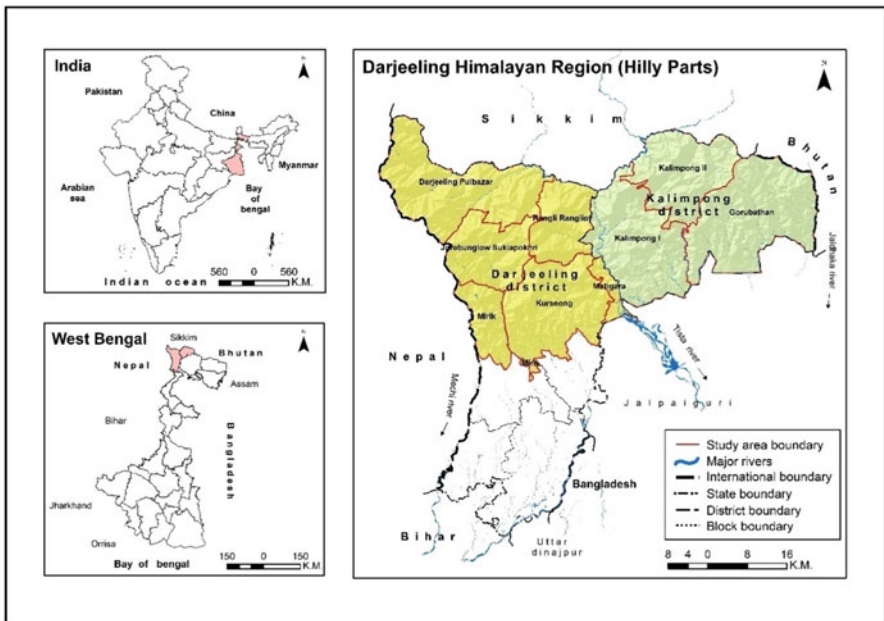 India
N
Pakistan
China
Myanmar
Arabian
sea
Bay
of
bengal
Indian ocean
560 0 560
K.M.
West Bengal
N
Sikkim
Nepal
Bhutan
Assam
Bihar
Bangladesh
Jharkhand
Orrisa
Bay of bengal
150 0 150
K.M.
Darjeeling Himalayan Region (Hilly Parts)
N
Sikkim
Bhutan
Darjeeling Pulbazar
Kalimpong II
Rangli Rangliot
Kalimpong
district
Gorubathan
Jorebunglow Sukiapokhri
Kalimpong I
Darjeeling
district
Matigara
Kurseong
Mirik
Jaldhaka river
Tista river
Nepal
Mechi river
Jalpaiguri
Bangladesh
Bihar
Uttar
dinajpur
Study area boundary
Major rivers
International boundary
State boundary
District boundary
Block boundary
8 4 0 8 16
K.M.